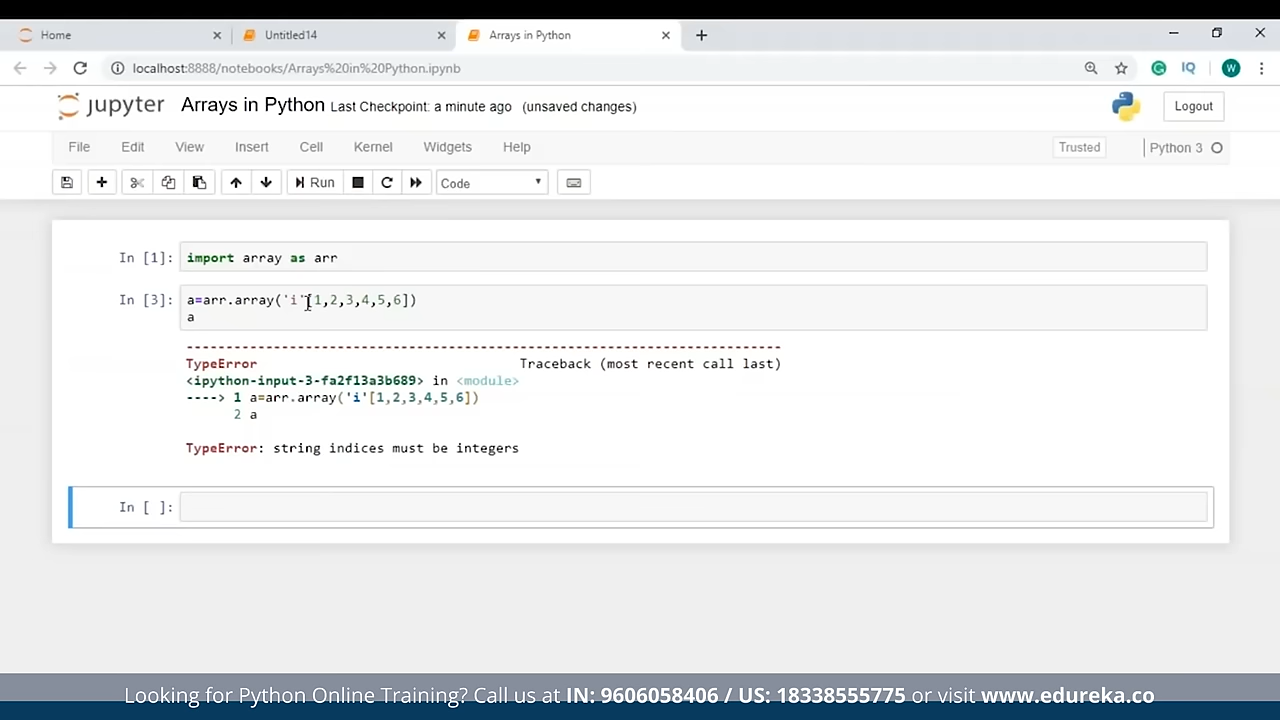 Home
Untitled14
Arrays in Python
localhost:8888/notebooks/Arrays%20in%20Python.ipynb
IQ
W
jupyter Arrays in Python Last Checkpoint: a minute ago (unsaved changes)
Logout
File Edit View Insert Cell Kernel Widgets Help
Trusted
Python 3
Run
Code
In [1]: import array as arr
In [3]: a=arr.array('i'[1,2,3,4,5,6])
a
---------------------------------------------------------------------------
TypeError Traceback (most recent call last)
<ipython-input-3-fa2f13a3b689> in <module>
----> 1 a=arr.array('i'[1,2,3,4,5,6])
2 a
TypeError: string indices must be integers
In [ ]:
Looking for Python Online Training? Call us at IN: 9606058406 / US: 18338555775 or visit www.edureka.co